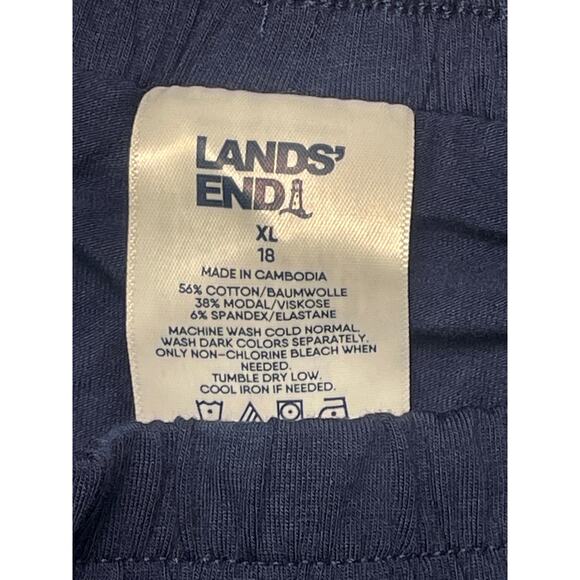 LANDS'
END
XL
18
MADE IN CAMBODIA
56% COTTON/BAUMWOLLE
38% MODAL/VISKOSE
6% SPANDEX/ELASTANE
MACHINE WASH COLD NORMAL.
WASH DARK COLORS SEPARATELY.
ONLY NON-CHLORINE BLEACH WHEN
NEEDED.
TUMBLE DRY LOW.
COOL IRON IF NEEDED.